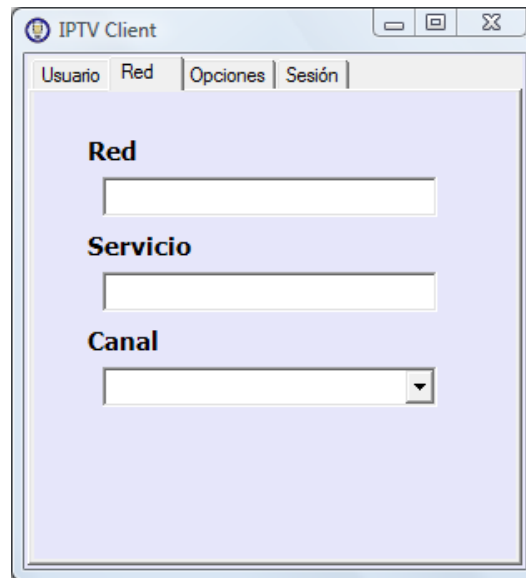 IPTV Client
Usuario Red Opciones Sesión
Red
Servicio
Canal